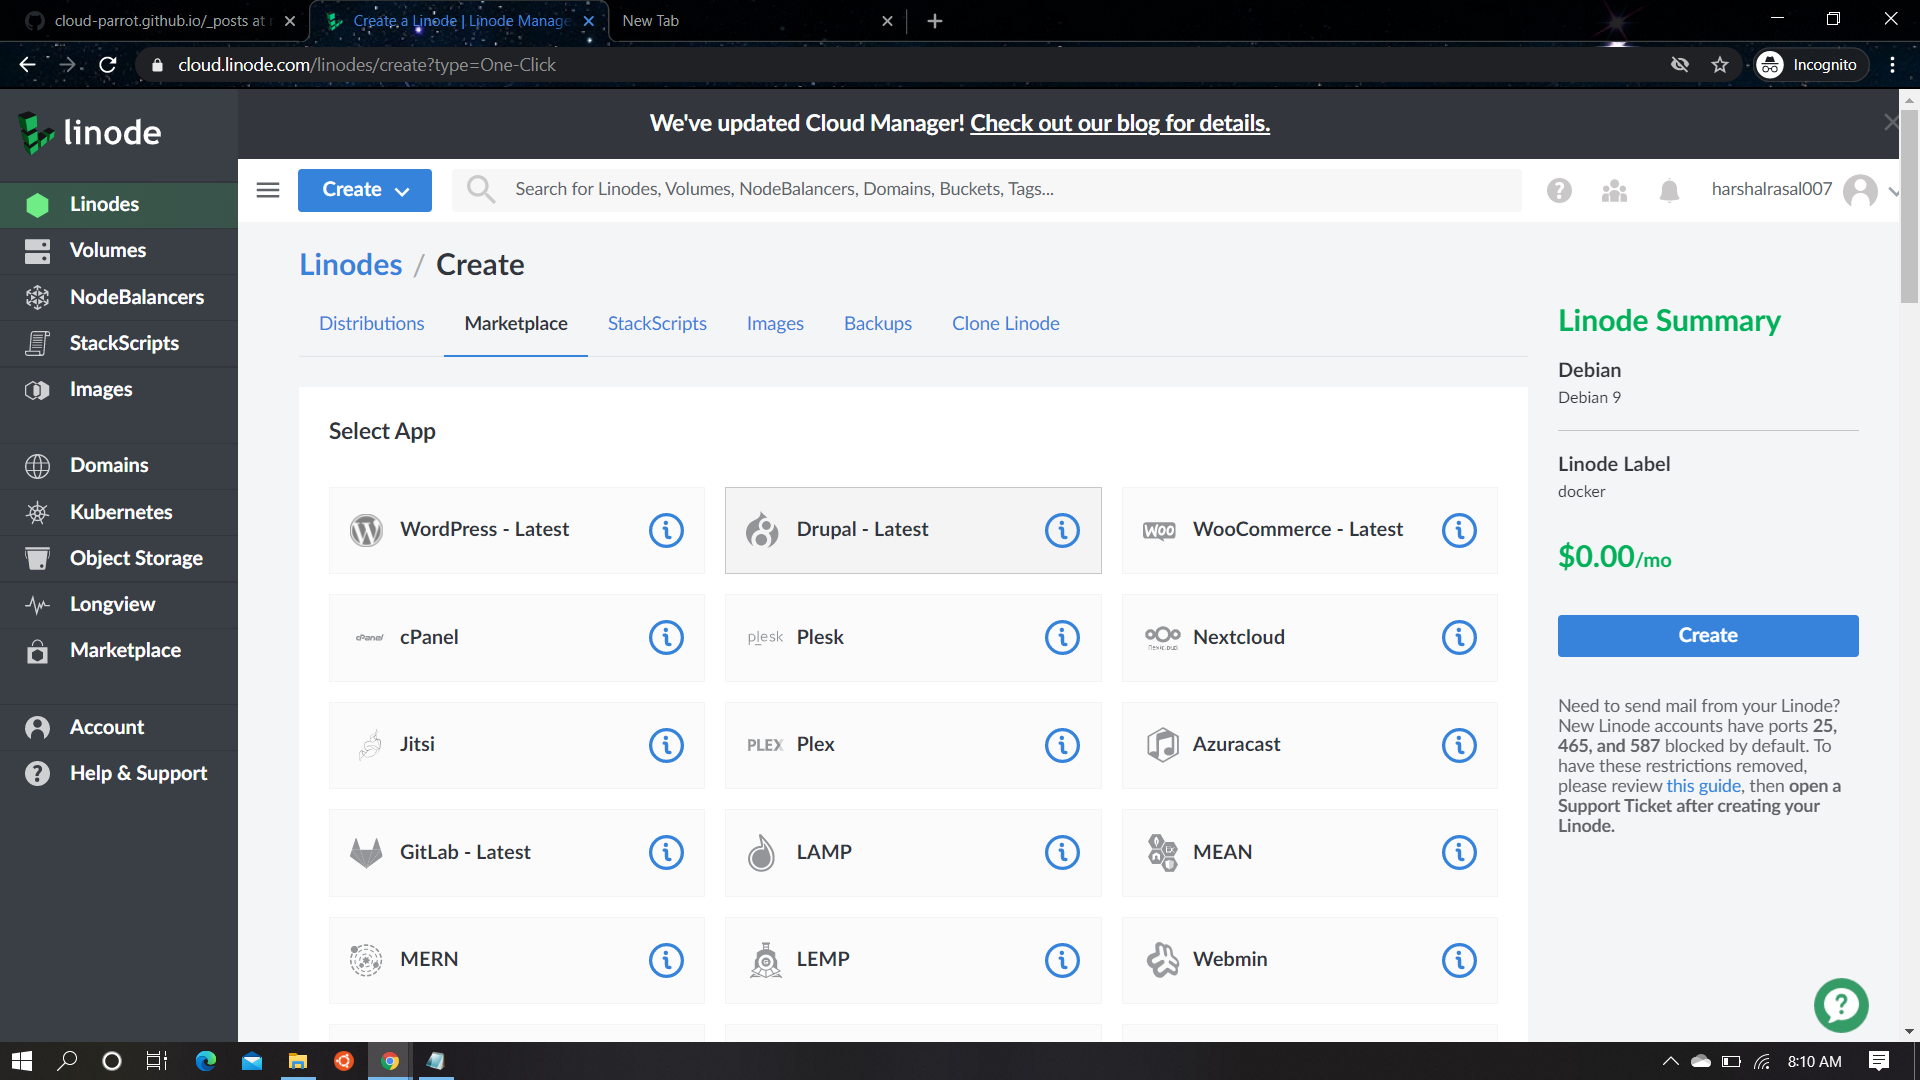 cloud-parrot.github.io/_posts at
Create a Linode | Linode Manage
New Tab
cloud.linode.com/linodes/create?type=One-Click
Incognito
linode
We've updated Cloud Manager! Check out our blog for details.
Create
Search for Linodes, Volumes, NodeBalancers, Domains, Buckets, Tags...
harshalrasal007
Linodes
Volumes
NodeBalancers
StackScripts
Images
Domains
Kubernetes
Object Storage
Longview
Marketplace
Account
Help & Support
Linodes / Create
Distributions
Marketplace
StackScripts
Images
Backups
Clone Linode
Select App
WordPress - Latest
Drupal - Latest
WOO WooCommerce - Latest
cPanel cPanel
plesk Plesk
Nextcloud
Jitsi
PLEX Plex
Azuracast
GitLab - Latest
LAMP
MEAN
MERN
LEMP
Webmin
Linode Summary
Debian
Debian 9
Linode Label
docker
$0.00/mo
Create
Need to send mail from your Linode?
New Linode accounts have ports 25,
465, and 587 blocked by default. To
have these restrictions removed,
please review this guide, then open a
Support Ticket after creating your
Linode.
8:10 AM